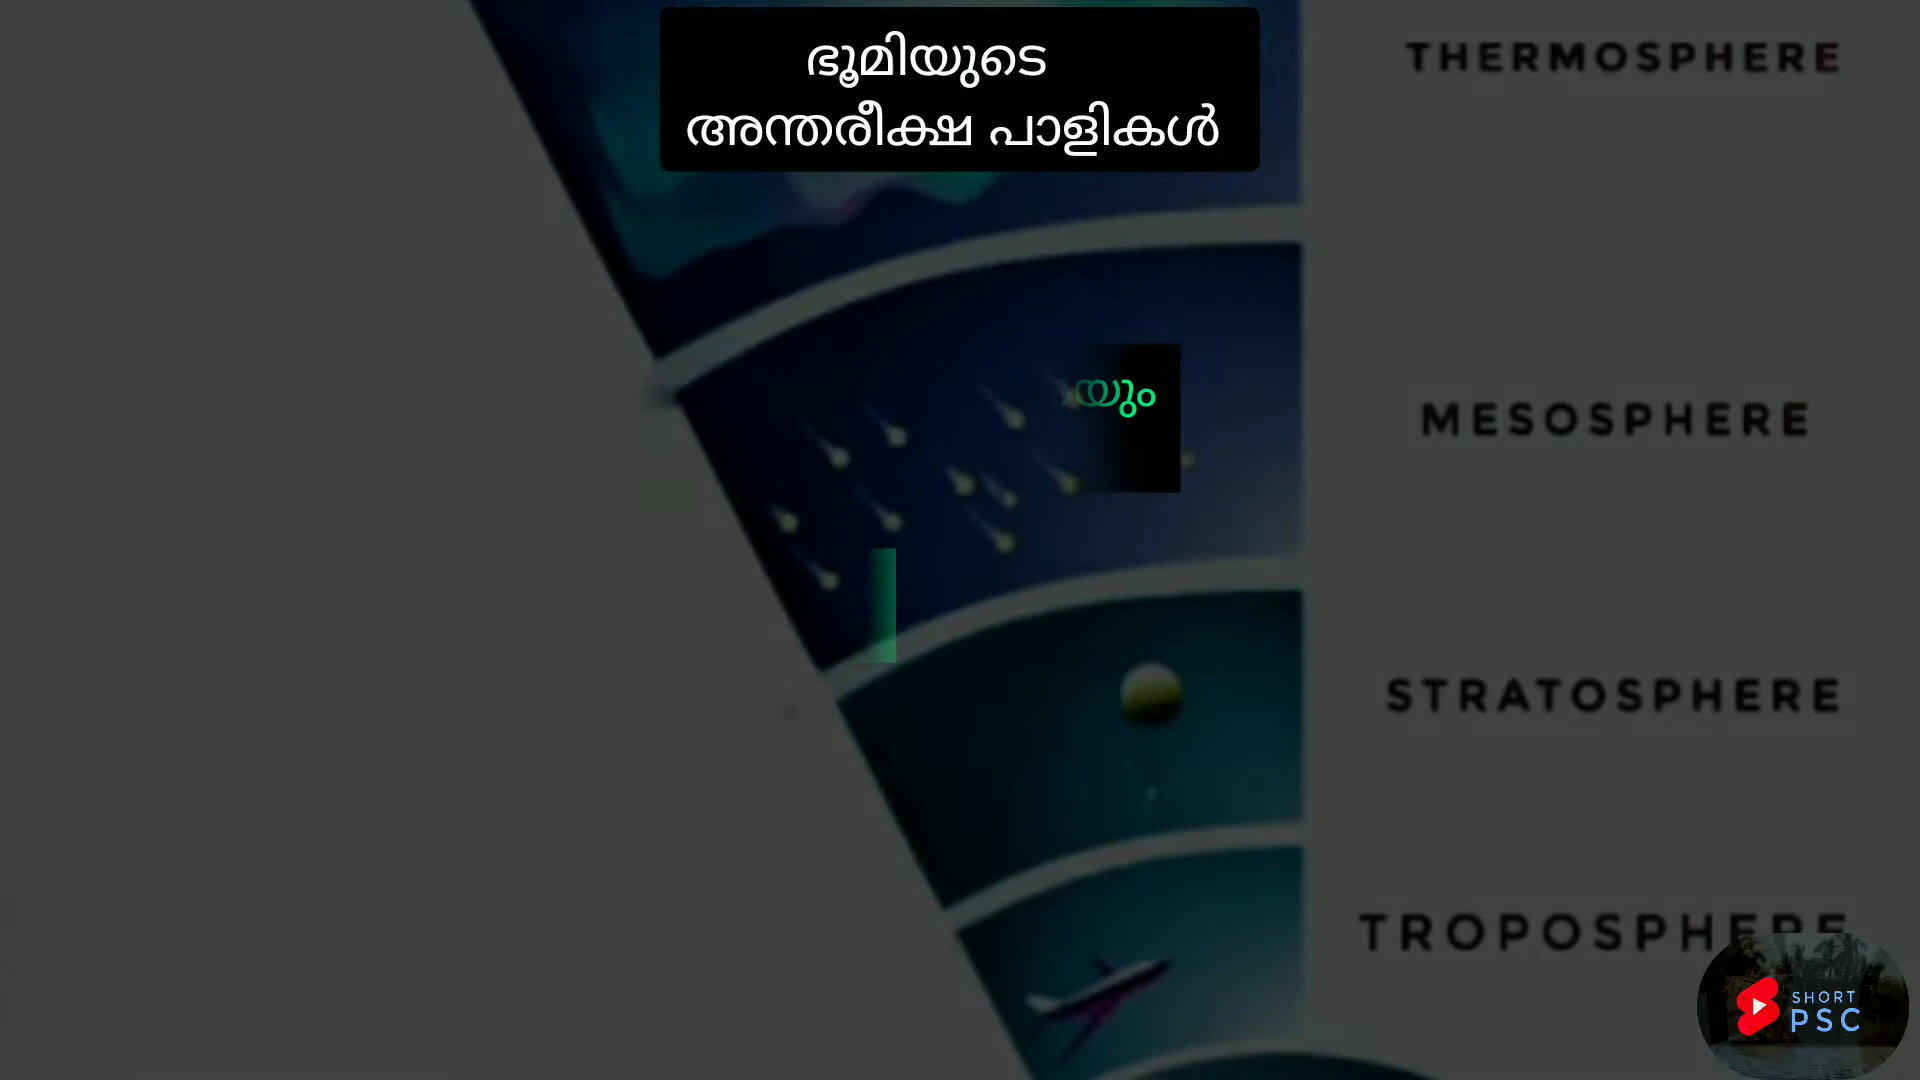 ഭൂമിയുടെ
അന്തരീക്ഷ പാളികൾ
THERMOSPHERE
യും
MESOSPHERE
STRATOSPHERE
TROPOSPHERE
SHORT
PSC